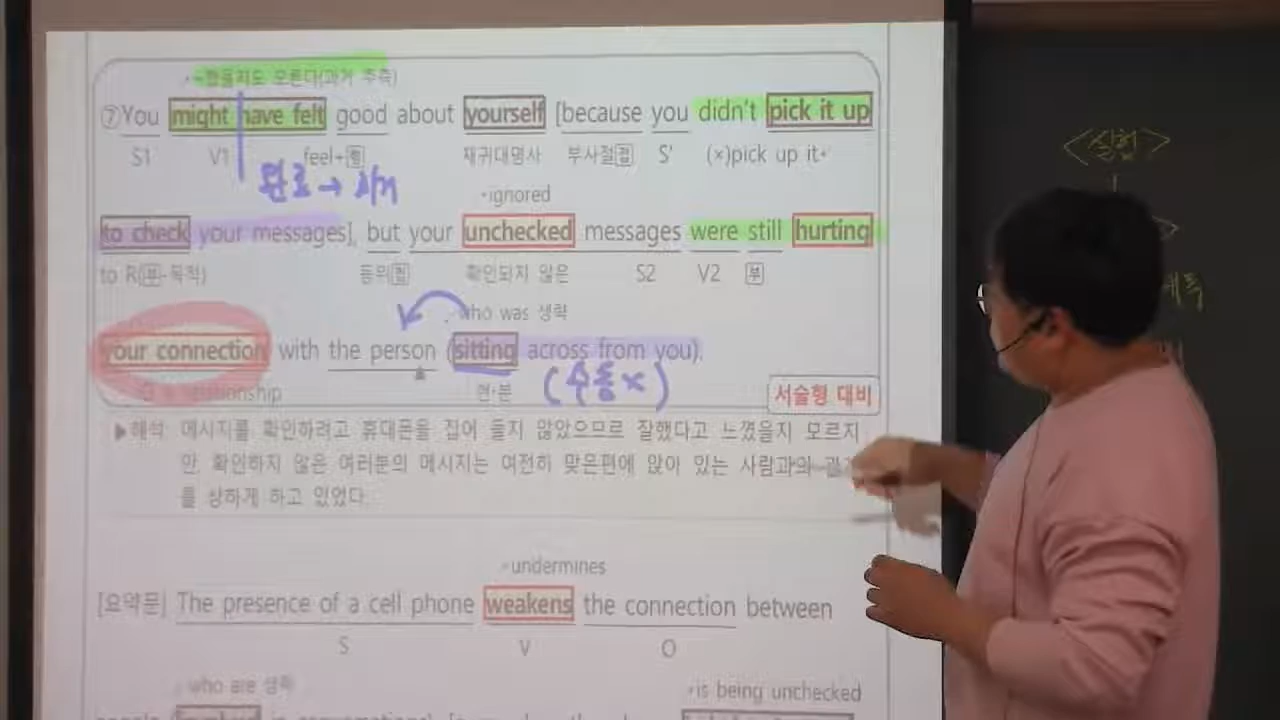 ~했을지도 모른다(과거 추측)
⑦You might have felt good about yourself [because you didn't pick it up
S1 V1 feel+형 재귀대명사 부사절접 S' (×)pick up it
완료 → 과거
ignored
to check your messages], but your unchecked messages were still hurting
to R(부-목적) 등위접 확인되지 않은 S2 V2 부
who was 생략
your connection with the person (sitting across from you).
현·분 (수동×)
서술형 대비
▶해석: 메시지를 확인하려고 휴대폰을 집어 들지 않았으므로 잘했다고 느꼈을지 모르지
만 확인하지 않은 여러분의 메시지는 여전히 맞은편에 앉아 있는 사람과의
를 상하게 하고 있었다.
undermines
[요약문] The presence of a cell phone weakens the connection between
S V O
who are 생략 is being unchecked
<실험>